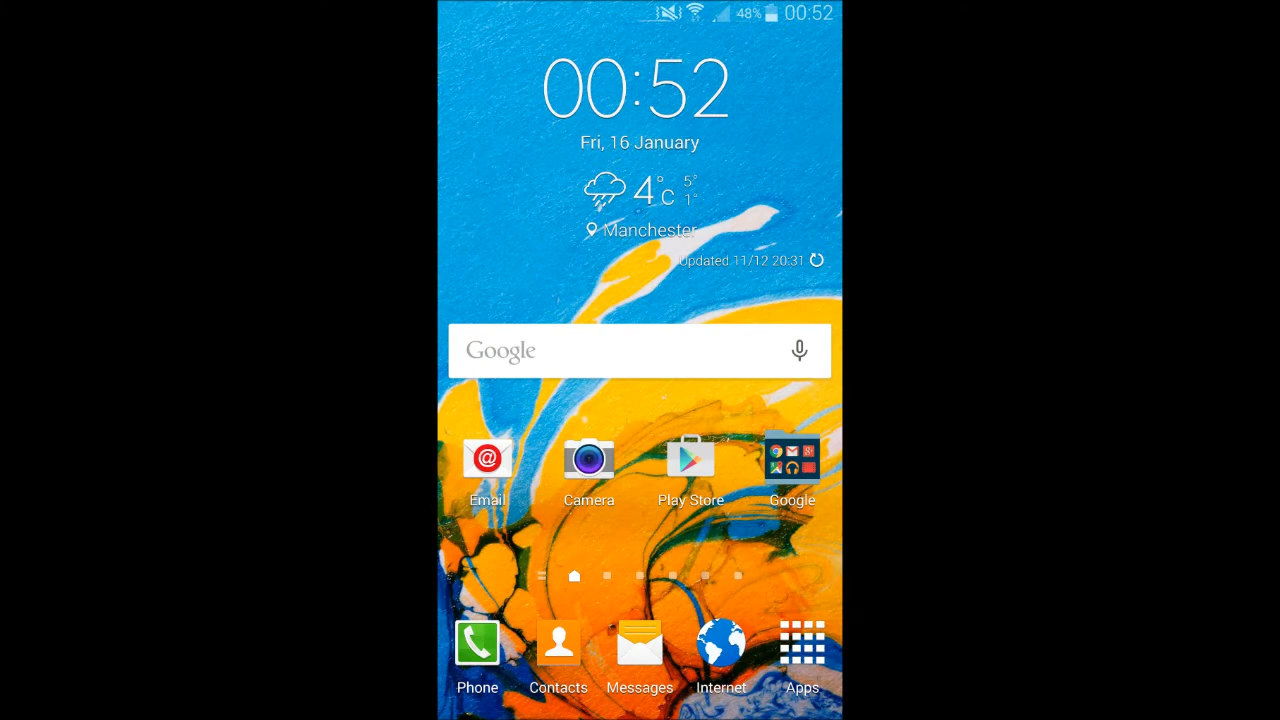 48% 00:52
00:52
Fri, 16 January
4°C 5°
1°
Manchester
Updated 11/12 20:31
Google
@
Email Camera Play Store Google
Phone Contacts Messages Internet Apps